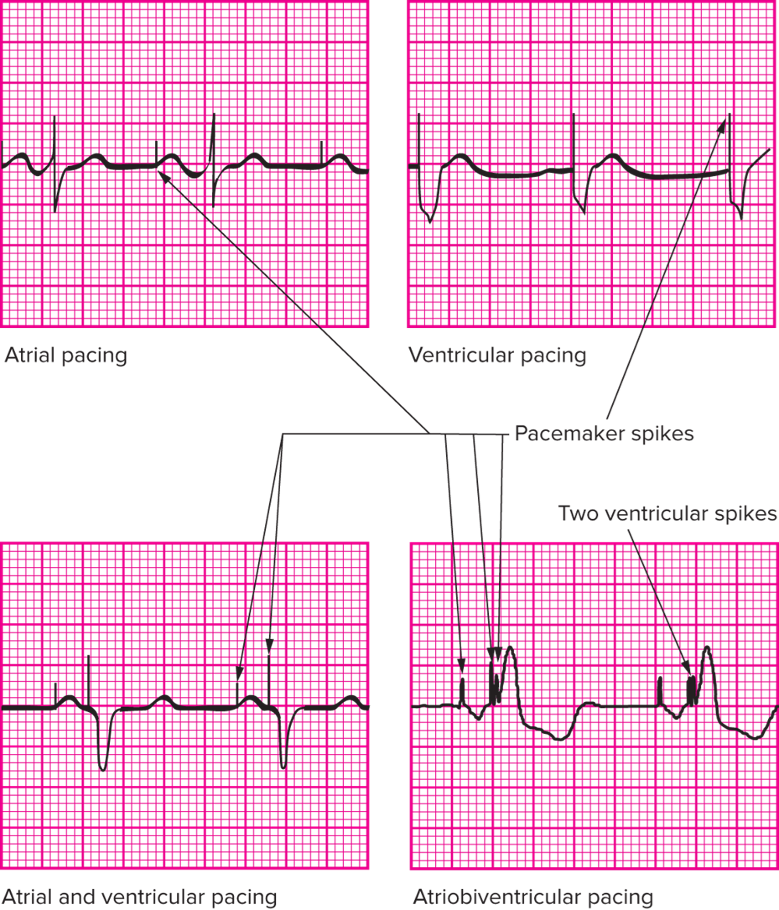 Atrial pacing
Ventricular pacing
Pacemaker spikes
Two ventricular spikes
Atrial and ventricular pacing
Atriobiventricular pacing